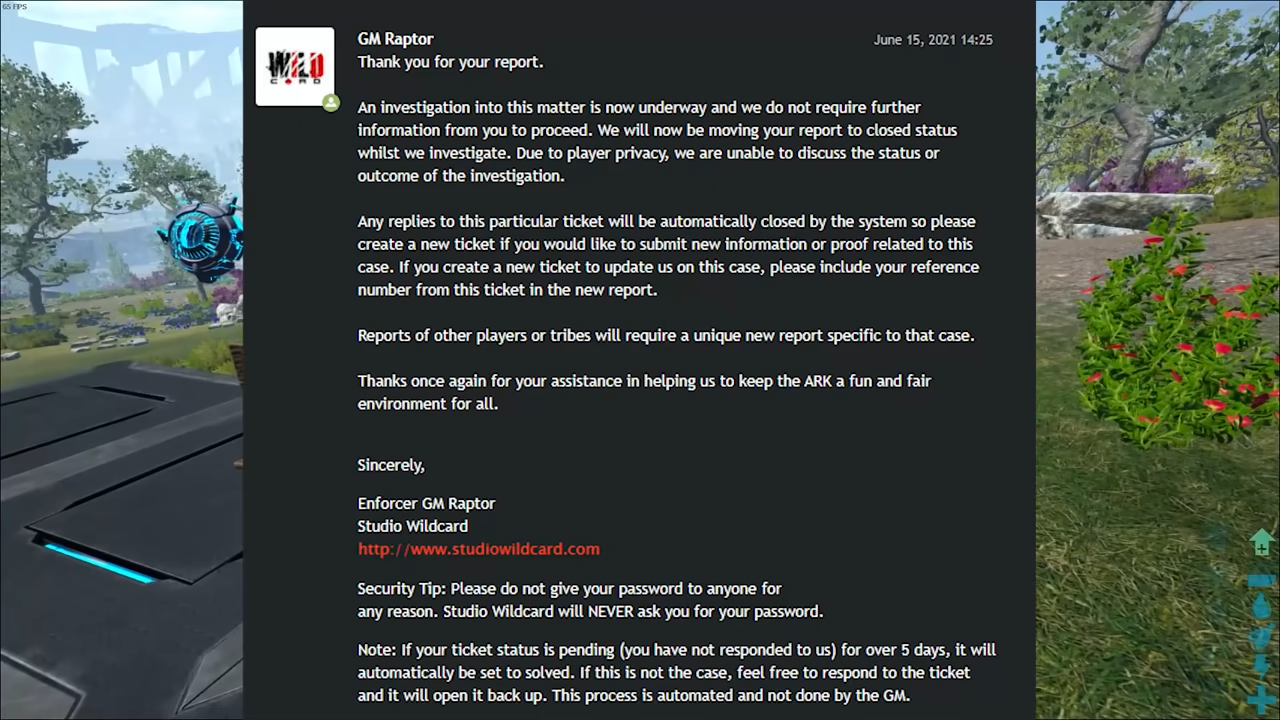 65 FPS
WILD
CARD
GM Raptor
June 15, 2021 14:25
Thank you for your report.
An investigation into this matter is now underway and we do not require further
information from you to proceed. We will now be moving your report to closed status
whilst we investigate. Due to player privacy, we are unable to discuss the status or
outcome of the investigation.
Any replies to this particular ticket will be automatically closed by the system so please
create a new ticket if you would like to submit new information or proof related to this
case. If you create a new ticket to update us on this case, please include your reference
number from this ticket in the new report.
Reports of other players or tribes will require a unique new report specific to that case.
Thanks once again for your assistance in helping us to keep the ARK a fun and fair
environment for all.
Sincerely,
Enforcer GM Raptor
Studio Wildcard
http://www.studiowildcard.com
Security Tip: Please do not give your password to anyone for
any reason. Studio Wildcard will NEVER ask you for your password.
Note: If your ticket status is pending (you have not responded to us) for over 5 days, it will
automatically be set to solved. If this is not the case, feel free to respond to the ticket
and it will open it back up. This process is automated and not done by the GM.